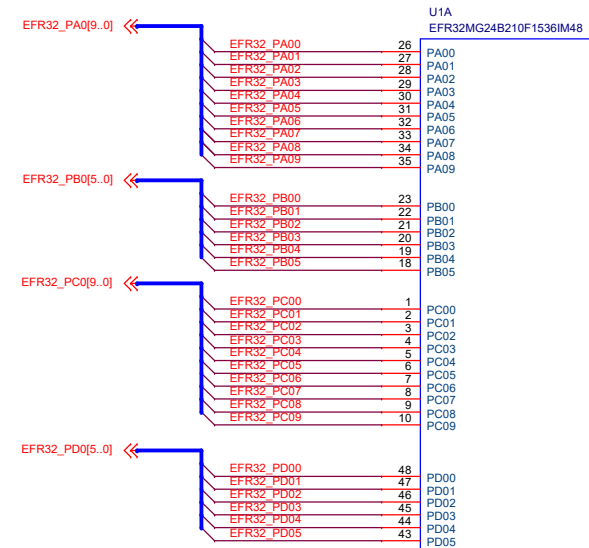 U1A
EFR32MG24B210F1536IM48
EFR32_PA0[9..0]
EFR32_PA00 26 PA00
EFR32_PA01 27 PA01
EFR32_PA02 28 PA02
EFR32_PA03 29 PA03
EFR32_PA04 30 PA04
EFR32_PA05 31 PA05
EFR32_PA06 32 PA06
EFR32_PA07 33 PA07
EFR32_PA08 34 PA08
EFR32_PA09 35 PA09
EFR32_PB0[5..0]
EFR32_PB00 23 PB00
EFR32_PB01 22 PB01
EFR32_PB02 21 PB02
EFR32_PB03 20 PB03
EFR32_PB04 19 PB04
EFR32_PB05 18 PB05
EFR32_PC0[9..0]
EFR32_PC00 1 PC00
EFR32_PC01 2 PC01
EFR32_PC02 3 PC02
EFR32_PC03 4 PC03
EFR32_PC04 5 PC04
EFR32_PC05 6 PC05
EFR32_PC06 7 PC06
EFR32_PC07 8 PC07
EFR32_PC08 9 PC08
EFR32_PC09 10 PC09
EFR32_PD0[5..0]
EFR32_PD00 48 PD00
EFR32_PD01 47 PD01
EFR32_PD02 46 PD02
EFR32_PD03 45 PD03
EFR32_PD04 44 PD04
EFR32_PD05 43 PD05